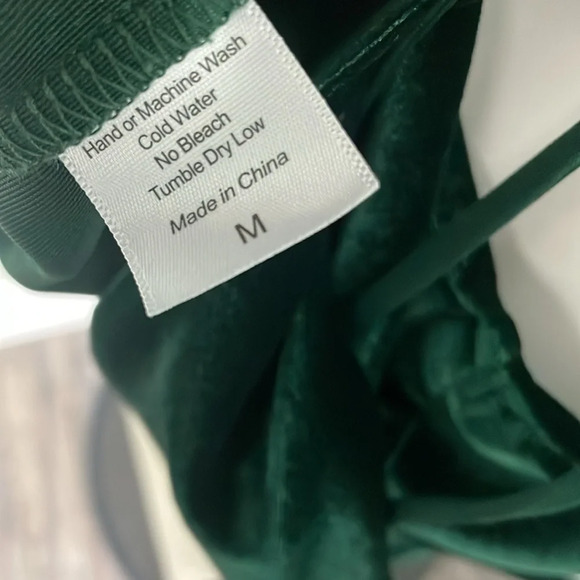 Hand or Machine Wash
Cold Water
No Bleach
Tumble Dry Low
Made in China
M